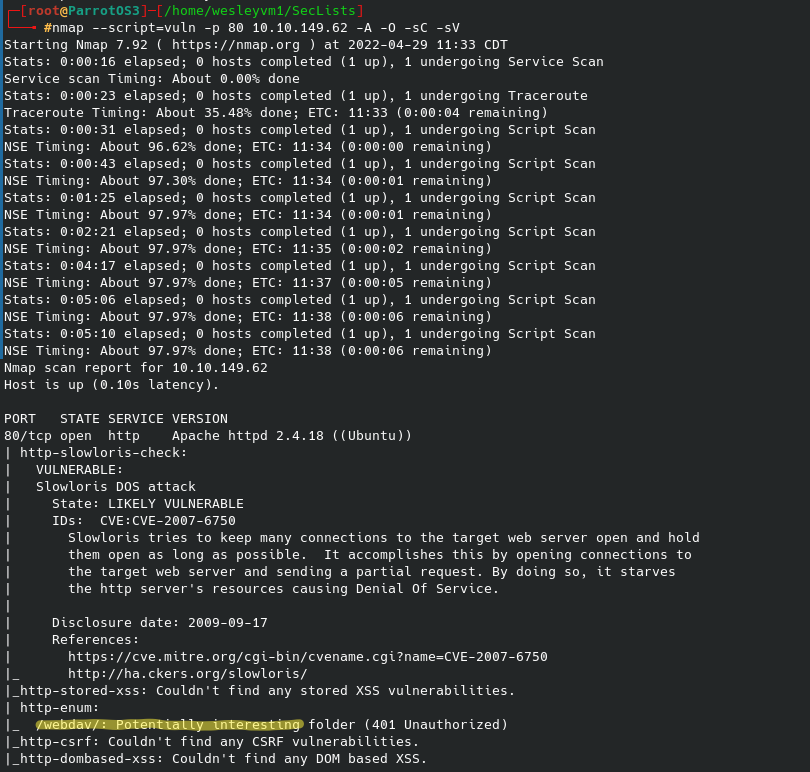 ┌─[root@ParrotOS3]─[/home/wesleyvm1/SecLists]
└──╼ #nmap --script=vuln -p 80 10.10.149.62 -A -O -sC -sV
Starting Nmap 7.92 ( https://nmap.org ) at 2022-04-29 11:33 CDT
Stats: 0:00:16 elapsed; 0 hosts completed (1 up), 1 undergoing Service Scan
Service scan Timing: About 0.00% done
Stats: 0:00:23 elapsed; 0 hosts completed (1 up), 1 undergoing Traceroute
Traceroute Timing: About 35.48% done; ETC: 11:33 (0:00:04 remaining)
Stats: 0:00:31 elapsed; 0 hosts completed (1 up), 1 undergoing Script Scan
NSE Timing: About 96.62% done; ETC: 11:34 (0:00:00 remaining)
Stats: 0:00:43 elapsed; 0 hosts completed (1 up), 1 undergoing Script Scan
NSE Timing: About 97.30% done; ETC: 11:34 (0:00:01 remaining)
Stats: 0:01:25 elapsed; 0 hosts completed (1 up), 1 undergoing Script Scan
NSE Timing: About 97.97% done; ETC: 11:34 (0:00:01 remaining)
Stats: 0:02:21 elapsed; 0 hosts completed (1 up), 1 undergoing Script Scan
NSE Timing: About 97.97% done; ETC: 11:35 (0:00:02 remaining)
Stats: 0:04:17 elapsed; 0 hosts completed (1 up), 1 undergoing Script Scan
NSE Timing: About 97.97% done; ETC: 11:37 (0:00:05 remaining)
Stats: 0:05:06 elapsed; 0 hosts completed (1 up), 1 undergoing Script Scan
NSE Timing: About 97.97% done; ETC: 11:38 (0:00:06 remaining)
Stats: 0:05:10 elapsed; 0 hosts completed (1 up), 1 undergoing Script Scan
NSE Timing: About 97.97% done; ETC: 11:38 (0:00:06 remaining)
Nmap scan report for 10.10.149.62
Host is up (0.10s latency).

PORT   STATE SERVICE VERSION
80/tcp open  http    Apache httpd 2.4.18 ((Ubuntu))
| http-slowloris-check:
|   VULNERABLE:
|   Slowloris DOS attack
|     State: LIKELY VULNERABLE
|     IDs:  CVE:CVE-2007-6750
|       Slowloris tries to keep many connections to the target web server open and hold
|       them open as long as possible.  It accomplishes this by opening connections to
|       the target web server and sending a partial request. By doing so, it starves
|       the http server's resources causing Denial Of Service.
|
|     Disclosure date: 2009-09-17
|     References:
|       https://cve.mitre.org/cgi-bin/cvename.cgi?name=CVE-2007-6750
|_      http://ha.ckers.org/slowloris/
|_http-stored-xss: Couldn't find any stored XSS vulnerabilities.
| http-enum:
|_  /webdav/: Potentially interesting folder (401 Unauthorized)
|_http-csrf: Couldn't find any CSRF vulnerabilities.
|_http-dombased-xss: Couldn't find any DOM based XSS.